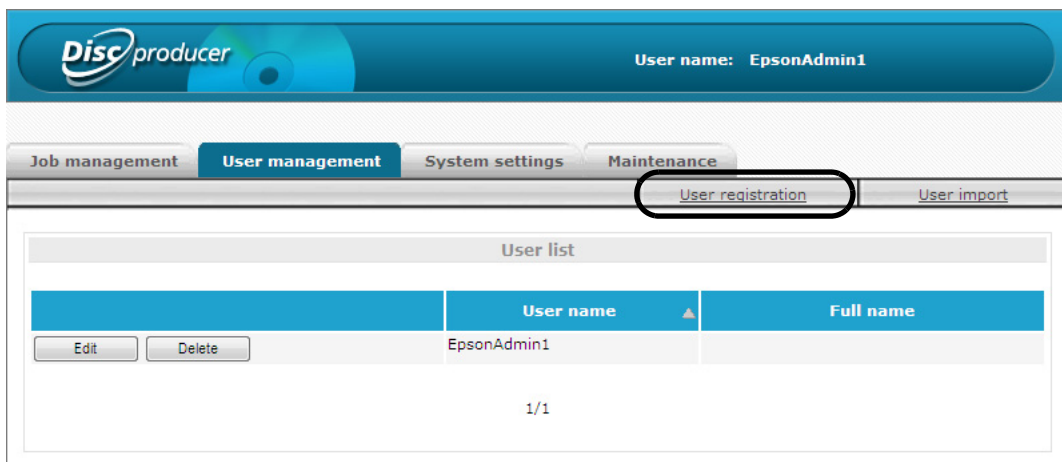 Disc producer
User name: EpsonAdmin1
Job management User management System settings Maintenance
User registration User import
User list
User name Full name
Edit Delete EpsonAdmin1
1/1